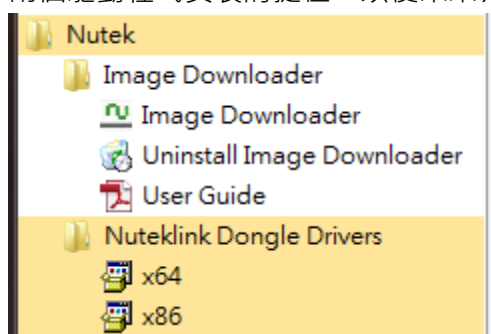 Nutek
Image Downloader
Image Downloader
Uninstall Image Downloader
User Guide
Nuteklink Dongle Drivers
x64
x86